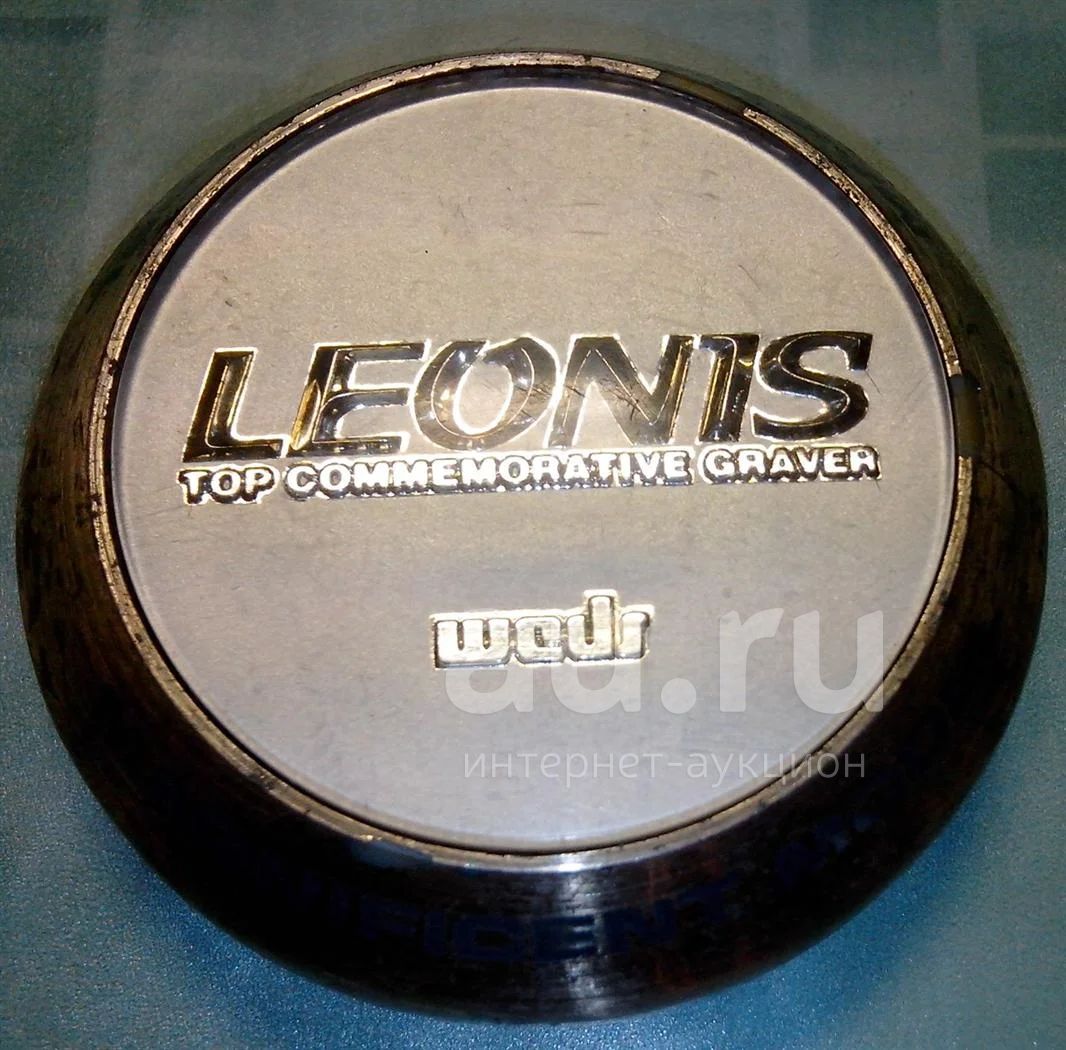 LEONIS
TOP COMMEMORATIVE GRAVER
weds
au.ru
интернет-аукцион